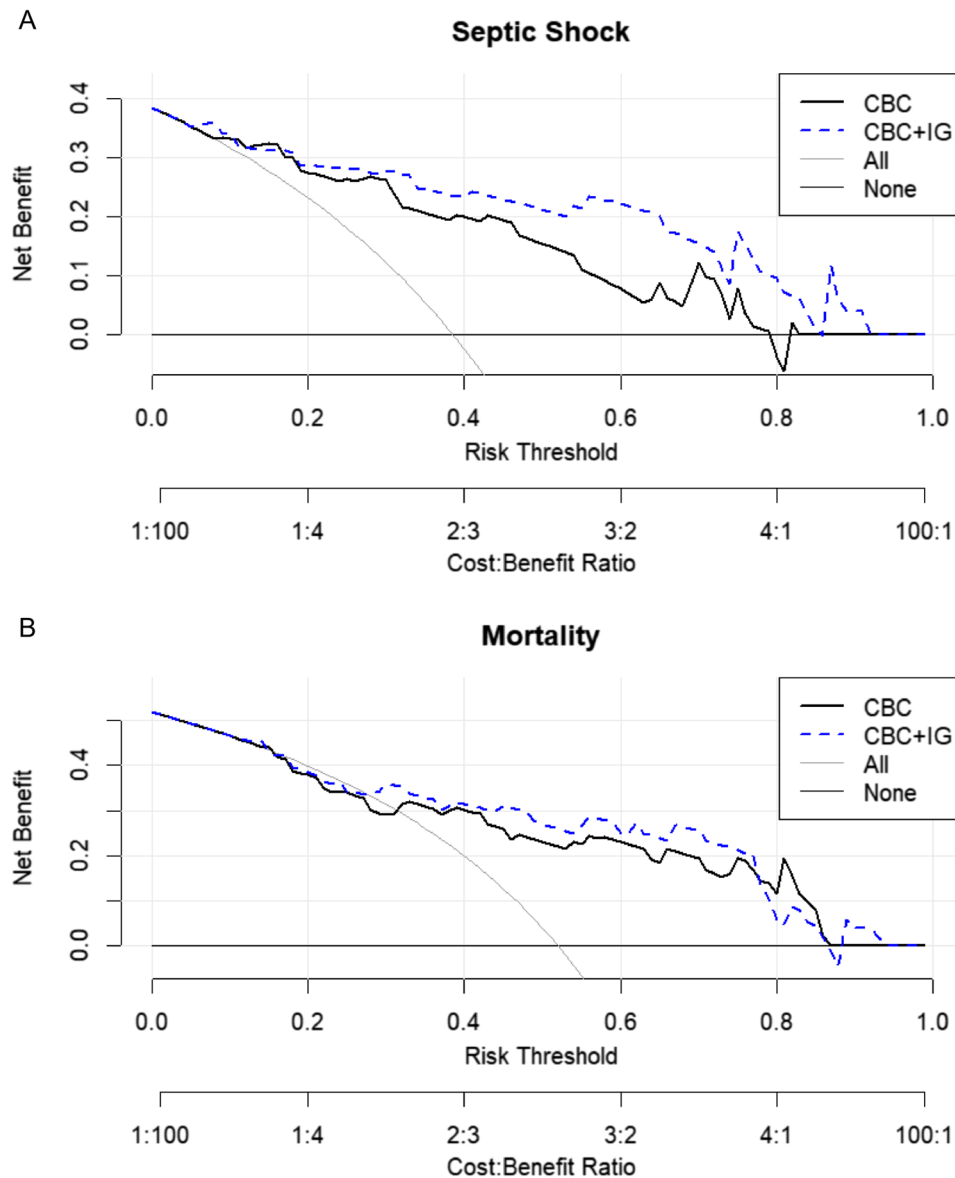 A
Septic Shock
CBC
CBC+IG
All
None
Net Benefit
0.4
0.3
0.2
0.1
0.0
0.0 0.2 0.4 0.6 0.8 1.0
Risk Threshold
1:100 1:4 2:3 3:2 4:1 100:1
Cost:Benefit Ratio
B
Mortality
CBC
CBC+IG
All
None
Net Benefit
0.4
0.2
0.0
0.0 0.2 0.4 0.6 0.8 1.0
Risk Threshold
1:100 1:4 2:3 3:2 4:1 100:1
Cost:Benefit Ratio